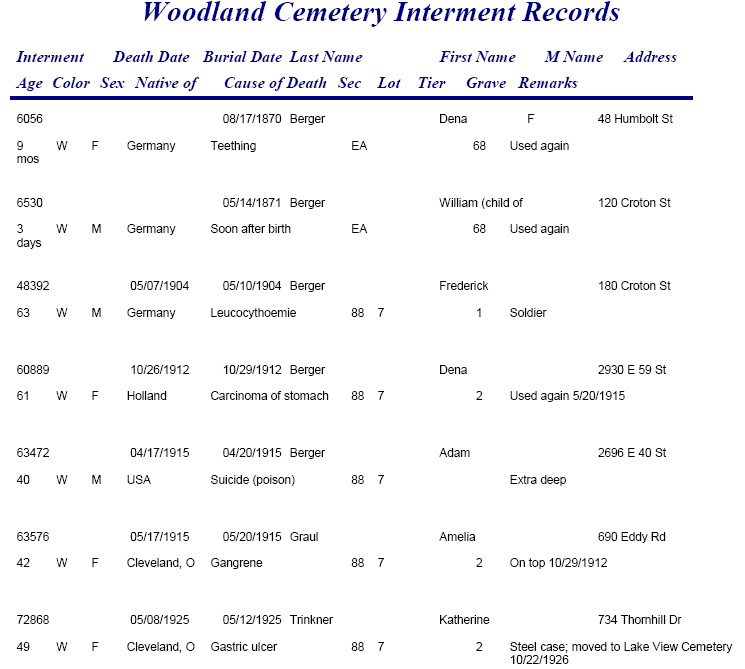 Woodland Cemetery Interment Records
Interment Death Date Burial Date Last Name First Name M Name Address
Age Color Sex Native of Cause of Death Sec Lot Tier Grave Remarks
6056 08/17/1870 Berger Dena F 48 Humbolt St
9 W F Germany Teething EA 68 Used again
mos
6530 05/14/1871 Berger William (child of 120 Croton St
3 W M Germany Soon after birth EA 68 Used again
days
48392 05/07/1904 05/10/1904 Berger Frederick 180 Croton St
63 W M Germany Leucocythoemie 88 7 1 Soldier
60889 10/26/1912 10/29/1912 Berger Dena 2930 E 59 St
61 W F Holland Carcinoma of stomach 88 7 2 Used again 5/20/1915
63472 04/17/1915 04/20/1915 Berger Adam 2696 E 40 St
40 W M USA Suicide (poison) 88 7 Extra deep
63576 05/17/1915 05/20/1915 Graul Amelia 690 Eddy Rd
42 W F Cleveland, O Gangrene 88 7 2 On top 10/29/1912
72868 05/08/1925 05/12/1925 Trinkner Katherine 734 Thornhill Dr
49 W F Cleveland, O Gastric ulcer 88 7 2 Steel case; moved to Lake View Cemetery
10/22/1926